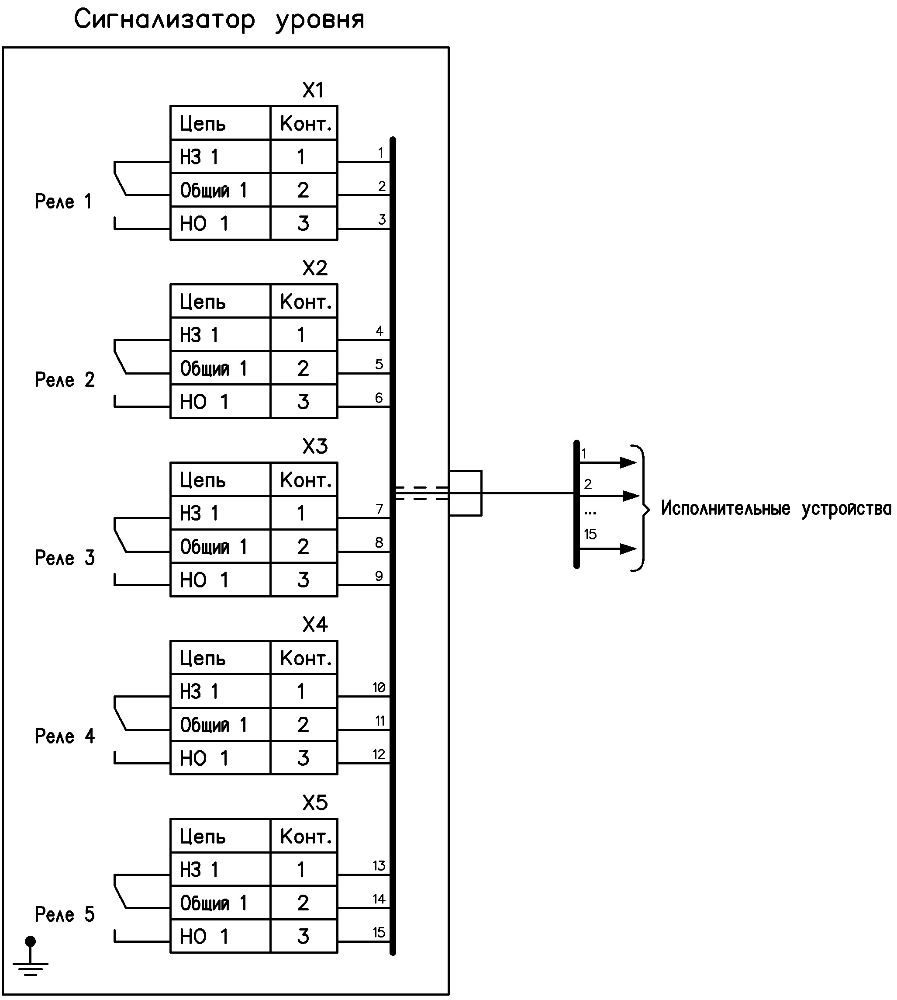 Сигнализатор уровня
X1
Цепь Конт.
НЗ 1 1 1
Общий 1 2 2
Реле 1
НО 1 3 3
X2
Цепь Конт.
НЗ 1 1 4
Общий 1 2 5
Реле 2
НО 1 3 6
X3
Цепь Конт.
НЗ 1 1 7
Общий 1 2 8
Реле 3
НО 1 3 9
X4
Цепь Конт.
НЗ 1 1 10
Общий 1 2 11
Реле 4
НО 1 3 12
X5
Цепь Конт.
НЗ 1 1 13
Общий 1 2 14
Реле 5
НО 1 3 15
1
2
...
15
Исполнительные устройства